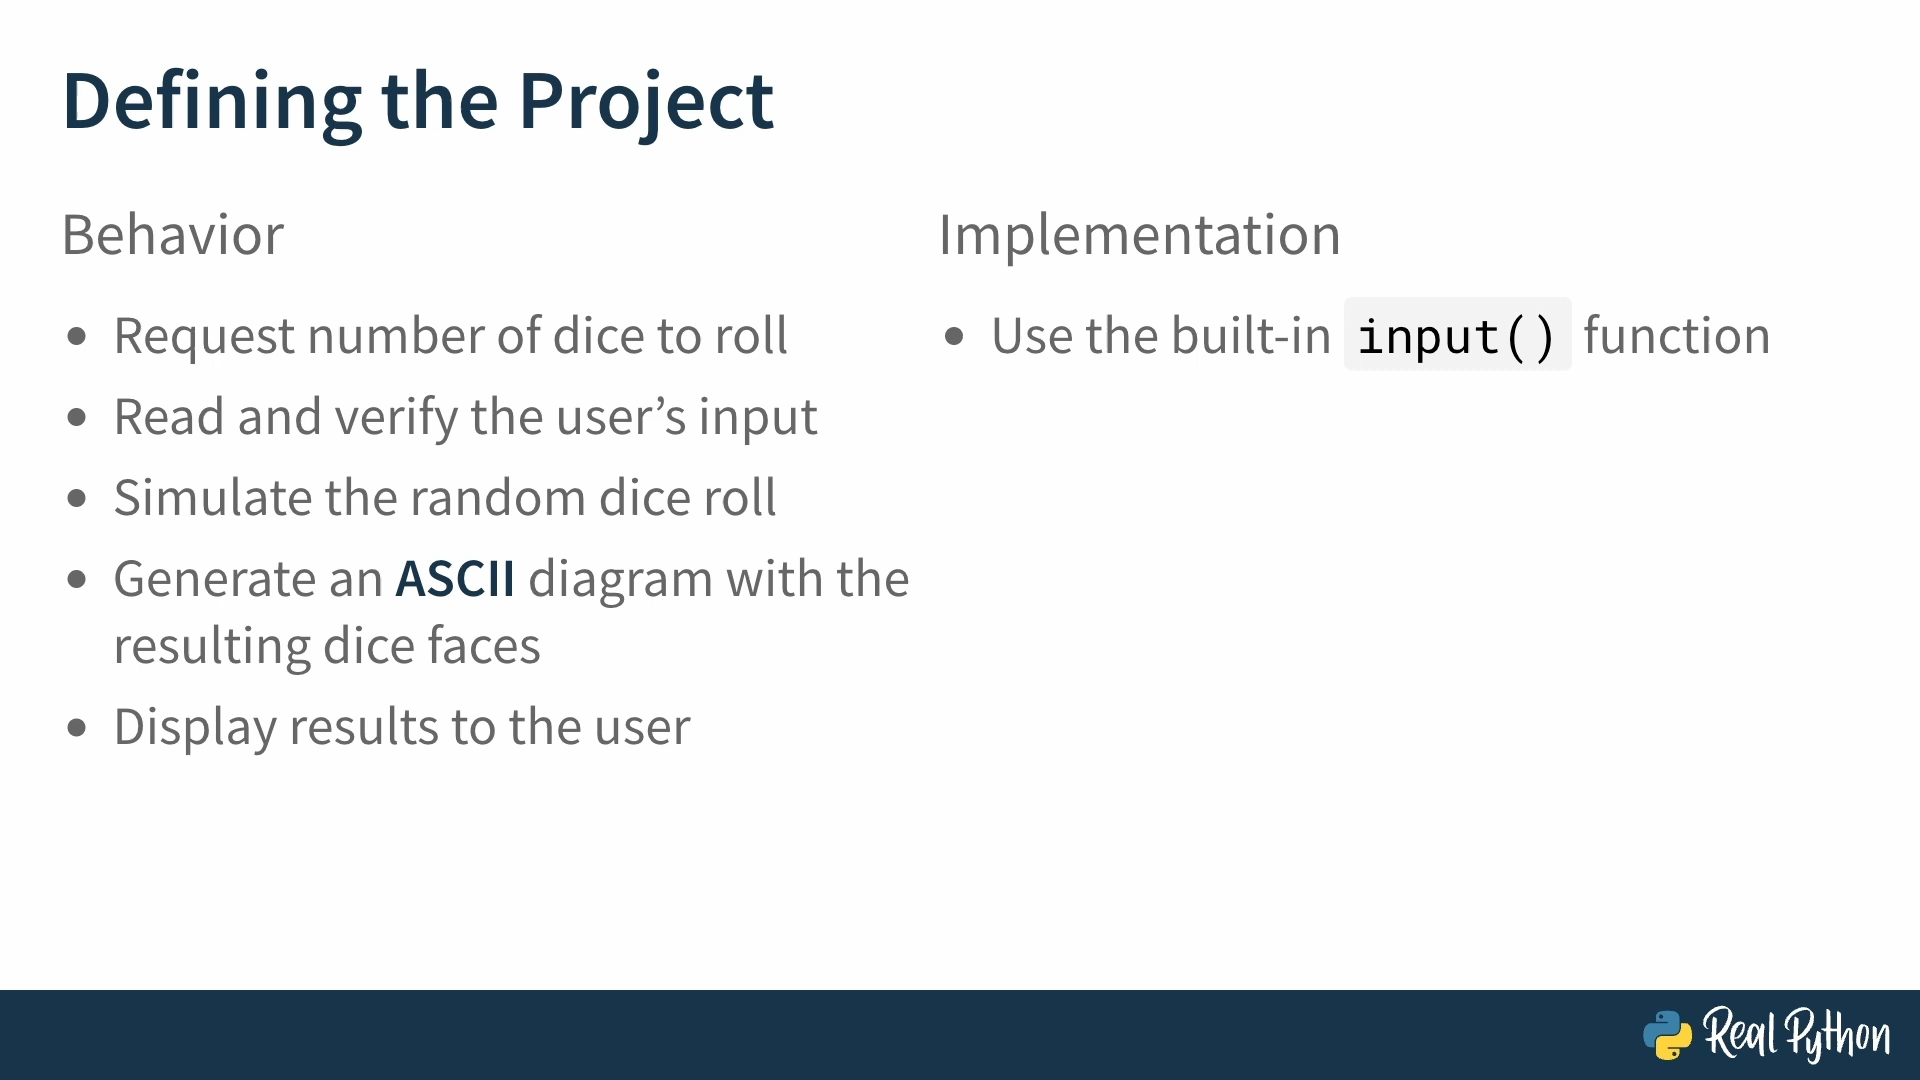 Defining the Project
Behavior
• Request number of dice to roll
• Read and verify the user’s input
• Simulate the random dice roll
• Generate an ASCII diagram with the
resulting dice faces
• Display results to the user
Implementation
• Use the built-in input() function
Real Python